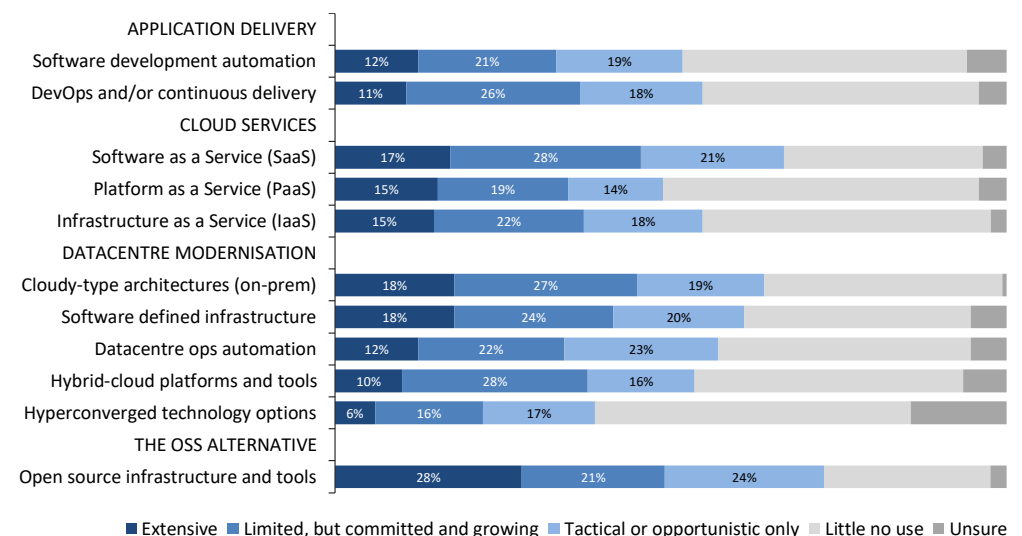 APPLICATION DELIVERY
Software development automation 12% 21% 19%
DevOps and/or continuous delivery 11% 26% 18%
CLOUD SERVICES
Software as a Service (SaaS) 17% 28% 21%
Platform as a Service (PaaS) 15% 19% 14%
Infrastructure as a Service (IaaS) 15% 22% 18%
DATACENTRE MODERNISATION
Cloudy-type architectures (on-prem) 18% 27% 19%
Software defined infrastructure 18% 24% 20%
Datacentre ops automation 12% 22% 23%
Hybrid-cloud platforms and tools 10% 28% 16%
Hyperconverged technology options 6% 16% 17%
THE OSS ALTERNATIVE
Open source infrastructure and tools 28% 21% 24%
Extensive Limited, but committed and growing Tactical or opportunistic only Little no use Unsure